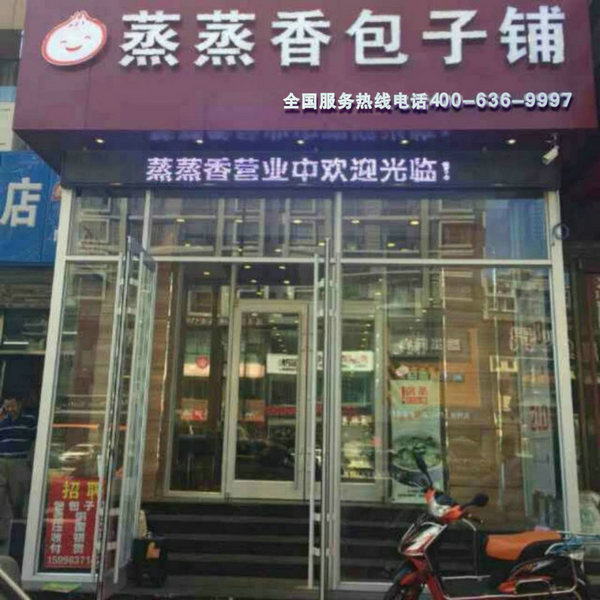 蒸蒸香包子铺
全国服务热线电话400-636-9997
蒸蒸香营业中欢迎光临！
店
招聘